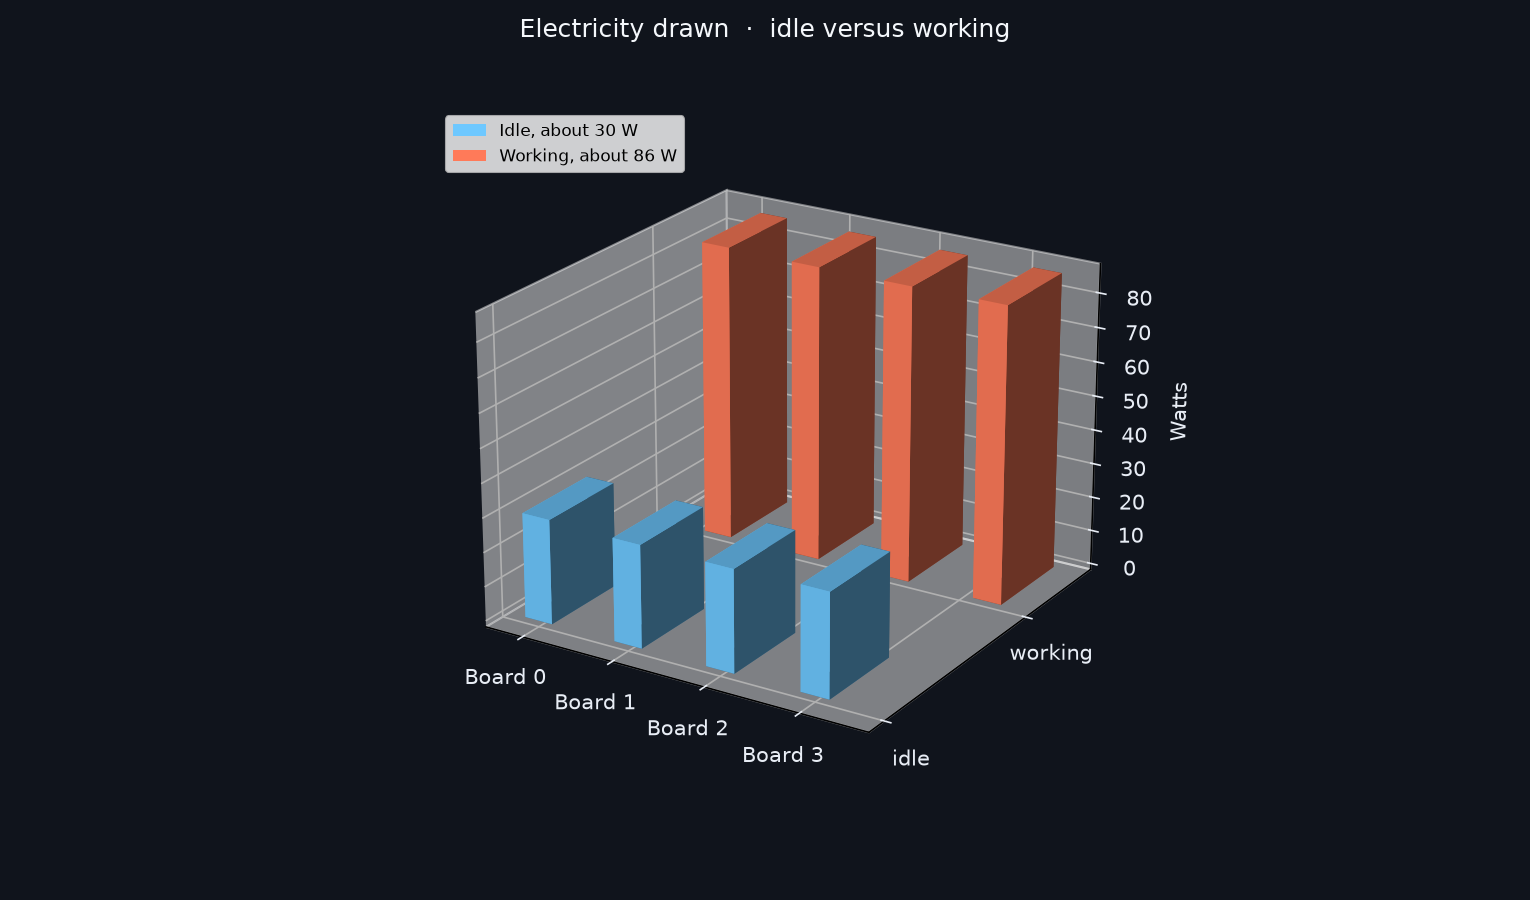 Electricity drawn · idle versus working
Idle, about 30 W
Working, about 86 W
80
70
60
50
40
30
20
10
0
Watts
working
idle
Board 0
Board 1
Board 2
Board 3